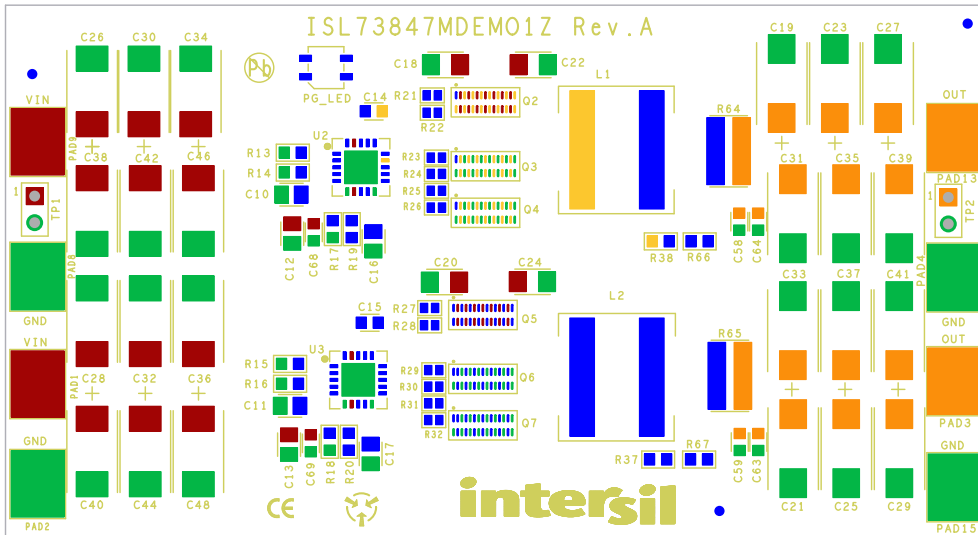 ISL73847MDEMO1Z Rev.A
C26 C30 C34
C19 C23 C27
Pb
PG_LED
C18 C22
L1
VIN
OUT
R21 C14 Q2
R22
R64
U2
PAD9
C38 C42 C46
C31 C35 C39
R13
R14
C10
R23 Q3
R24
R25
R26 Q4
PAD13
1 TP1
1 TP2
C12 C68 R17 R19 C16
C58 C64
R38 R66
PAD8
PAD4
C20 C24
C33 C37 C41
L2
GND
GND
VIN
OUT
C15
R27
R28 Q5
R65
U3
R15
R16
C11
R29
R30 Q6
R31
R32 Q7
PAD1
C28 C32 C36
PAD3
GND
GND
C13 C69 R18 R20 C17
C59 C63
R37 R67
C40 C44 C48
C21 C25 C29
CE
intersil
PAD2
PAD15